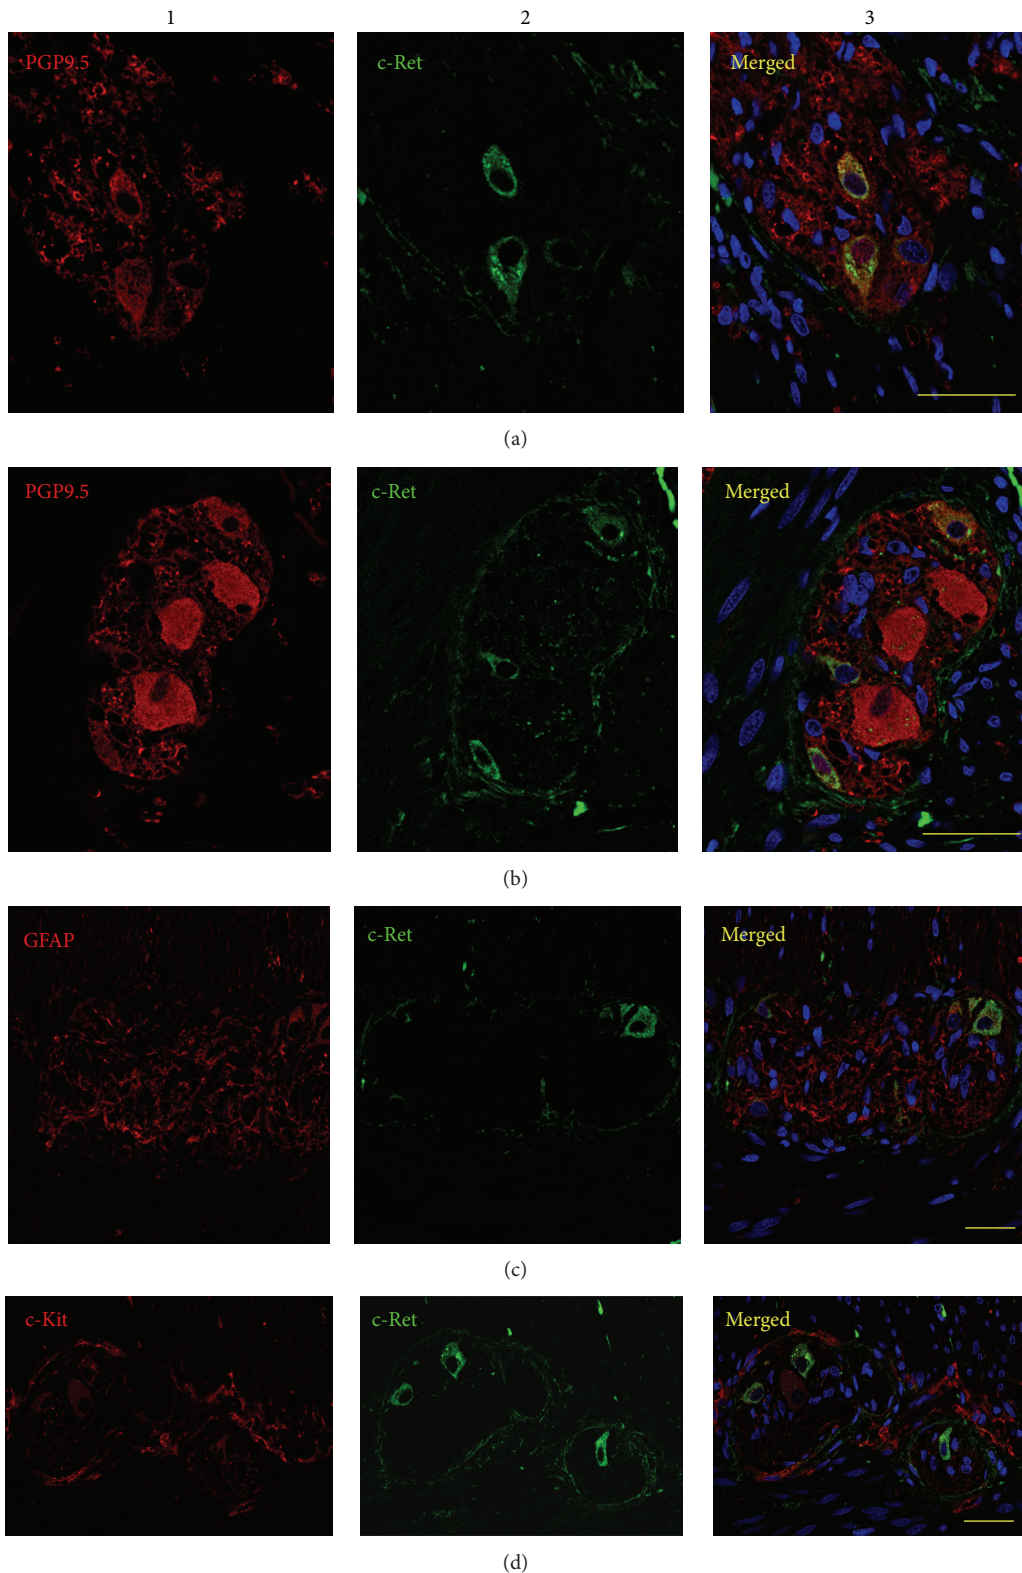 1 2 3
PGP9.5 c-Ret Merged
(a)
PGP9.5 c-Ret Merged
(b)
GFAP c-Ret Merged
(c)
c-Kit c-Ret Merged
(d)